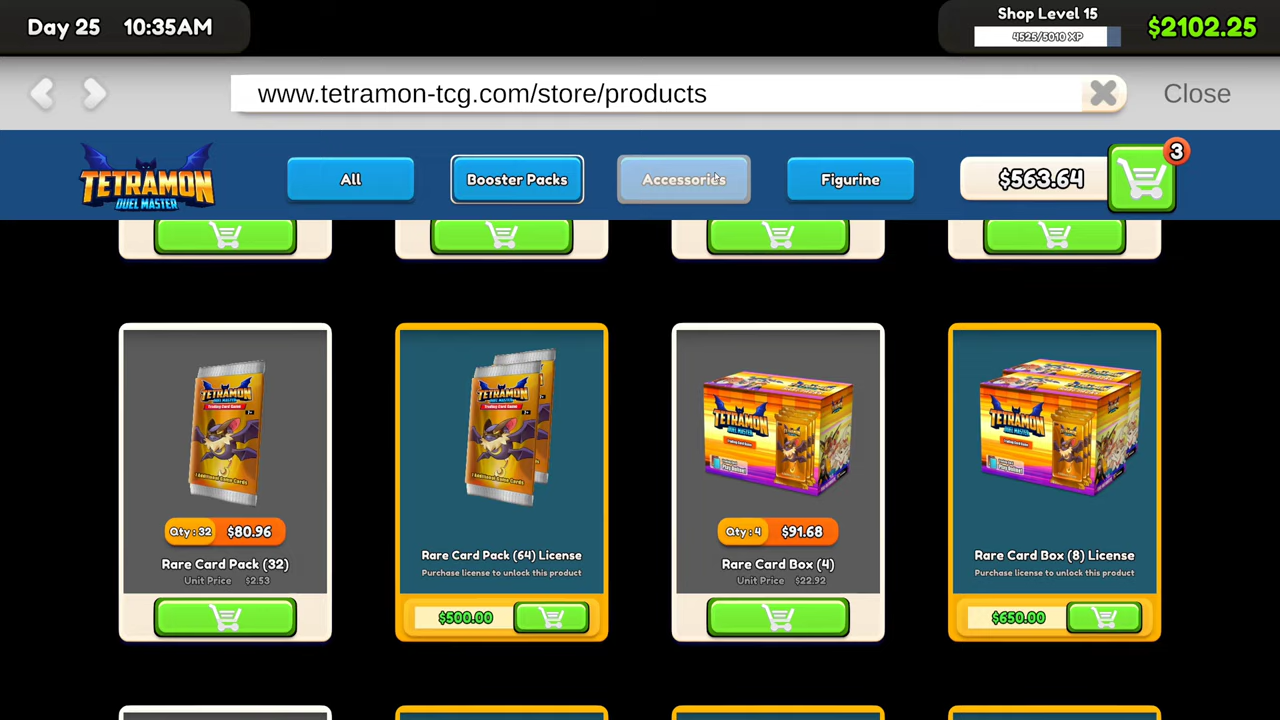 Day 25 10:35AM
Shop Level 15
4525/5010 XP
$2102.25
www.tetramon-tcg.com/store/products
Close
TETRAMON
DUEL MASTER
All
Booster Packs
Accessories
Figurine
$563.64
3
Qty : 32 $80.96
Rare Card Pack (32)
Unit Price $2.53
Rare Card Pack (64) License
Purchase license to unlock this product
$500.00
Qty : 4 $91.68
Rare Card Box (4)
Unit Price $22.92
Rare Card Box (8) License
Purchase license to unlock this product
$650.00